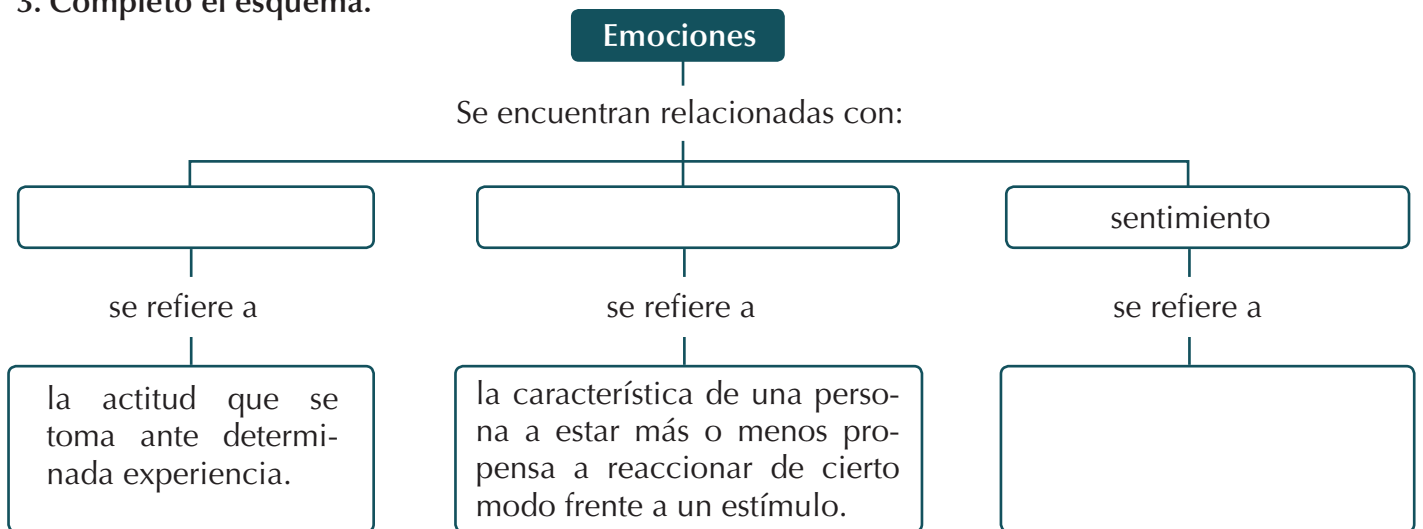 3. Completo el esquema.
Emociones
Se encuentran relacionadas con:
sentimiento
se refiere a
se refiere a
se refiere a
la actitud que se
toma ante determi-
nada experiencia.
la característica de una perso-
na a estar más o menos pro-
pensa a reaccionar de cierto
modo frente a un estímulo.